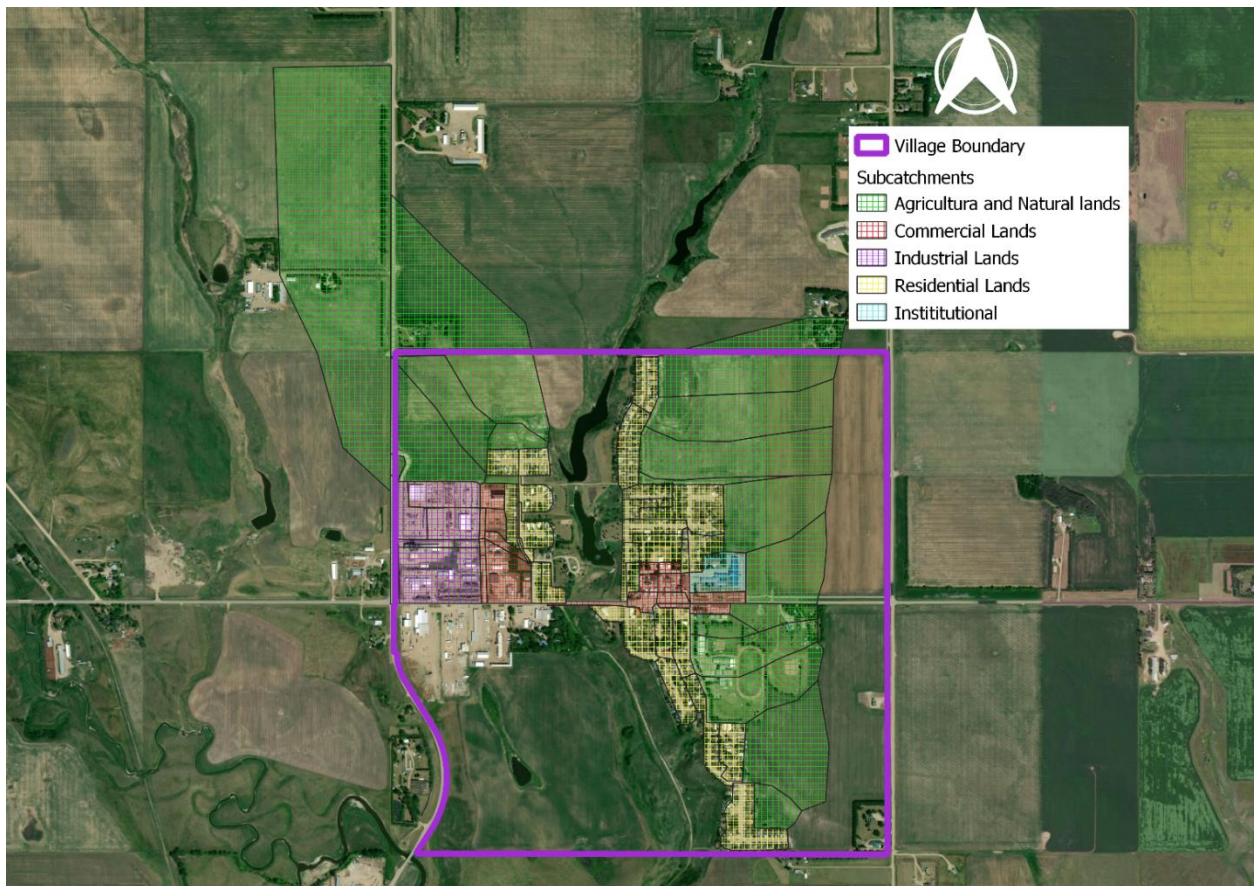 Village Boundary
Subcatchments
Agricultura and Natural lands
Commercial Lands
Industrial Lands
Residential Lands
Instititutional